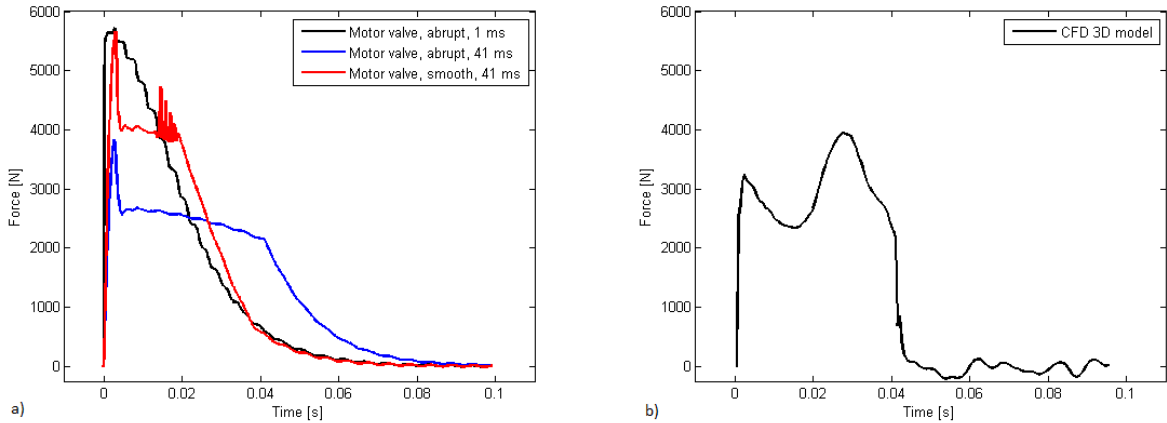 6000
5000
4000
3000
2000
1000
0
Force [N]
0 0.02 0.04 0.06 0.08 0.1
Time [s]
Motor valve, abrupt, 1 ms
Motor valve, abrupt, 41 ms
Motor valve, smooth, 41 ms
a)
6000
5000
4000
3000
2000
1000
0
Force [N]
0 0.02 0.04 0.06 0.08 0.1
Time [s]
CFD 3D model
b)